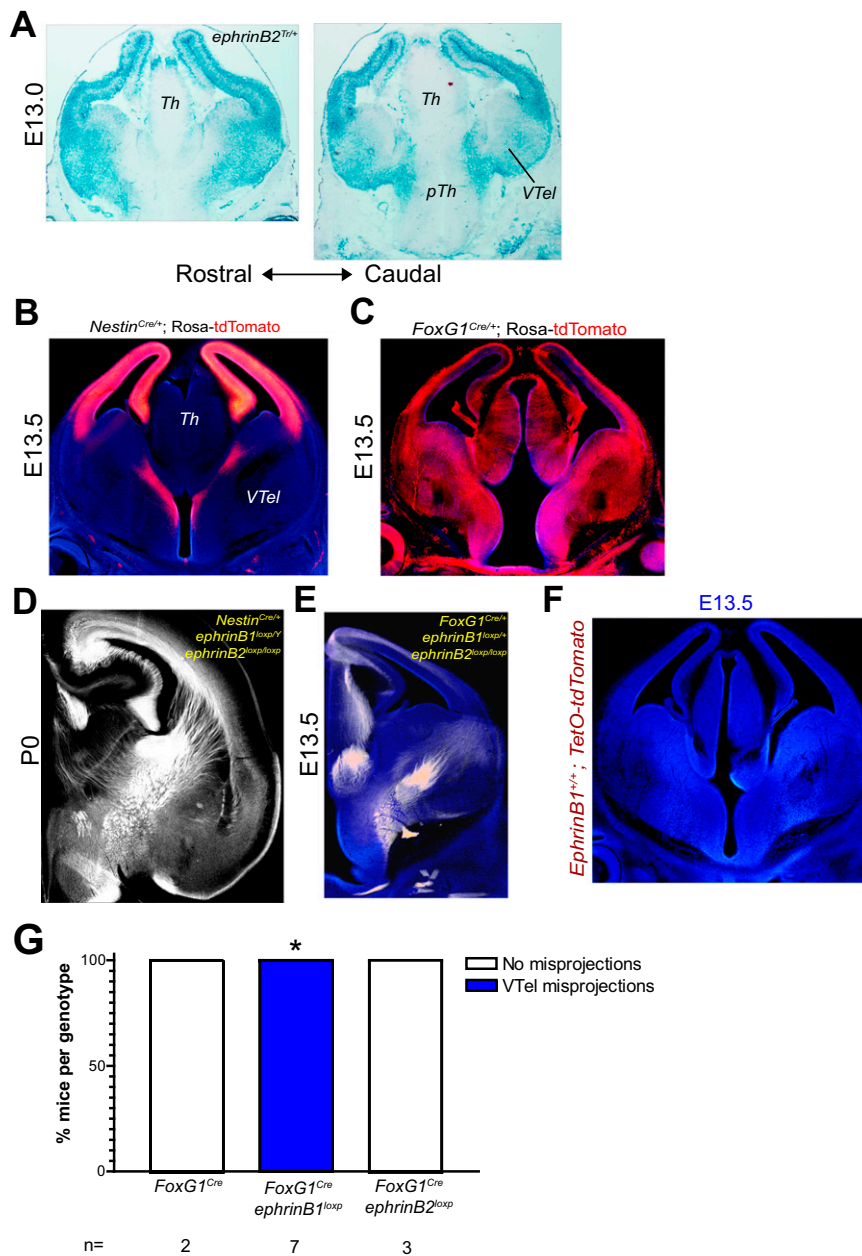 A
ephrinB2Tr/+
E13.0
Th
Th
pTh
VTel
Rostral ↔ Caudal
B
NestinCre/+; Rosa-tdTomato
E13.5
Th
VTel
C
FoxG1Cre/+; Rosa-tdTomato
E13.5
D
NestinCre/+
ephrinB1loxp/Y
ephrinB2loxp/loxp
P0
E
FoxG1Cre/+
ephrinB1loxp/+
ephrinB2loxp/loxp
E13.5
F
E13.5
EphrinB1+/+; TetO-tdTomato
G
*
No misprojections
VTel misprojections
% mice per genotype
100
50
0
FoxG1Cre
FoxG1Cre
ephrinB1loxp
FoxG1Cre
ephrinB2loxp
n= 2 7 3